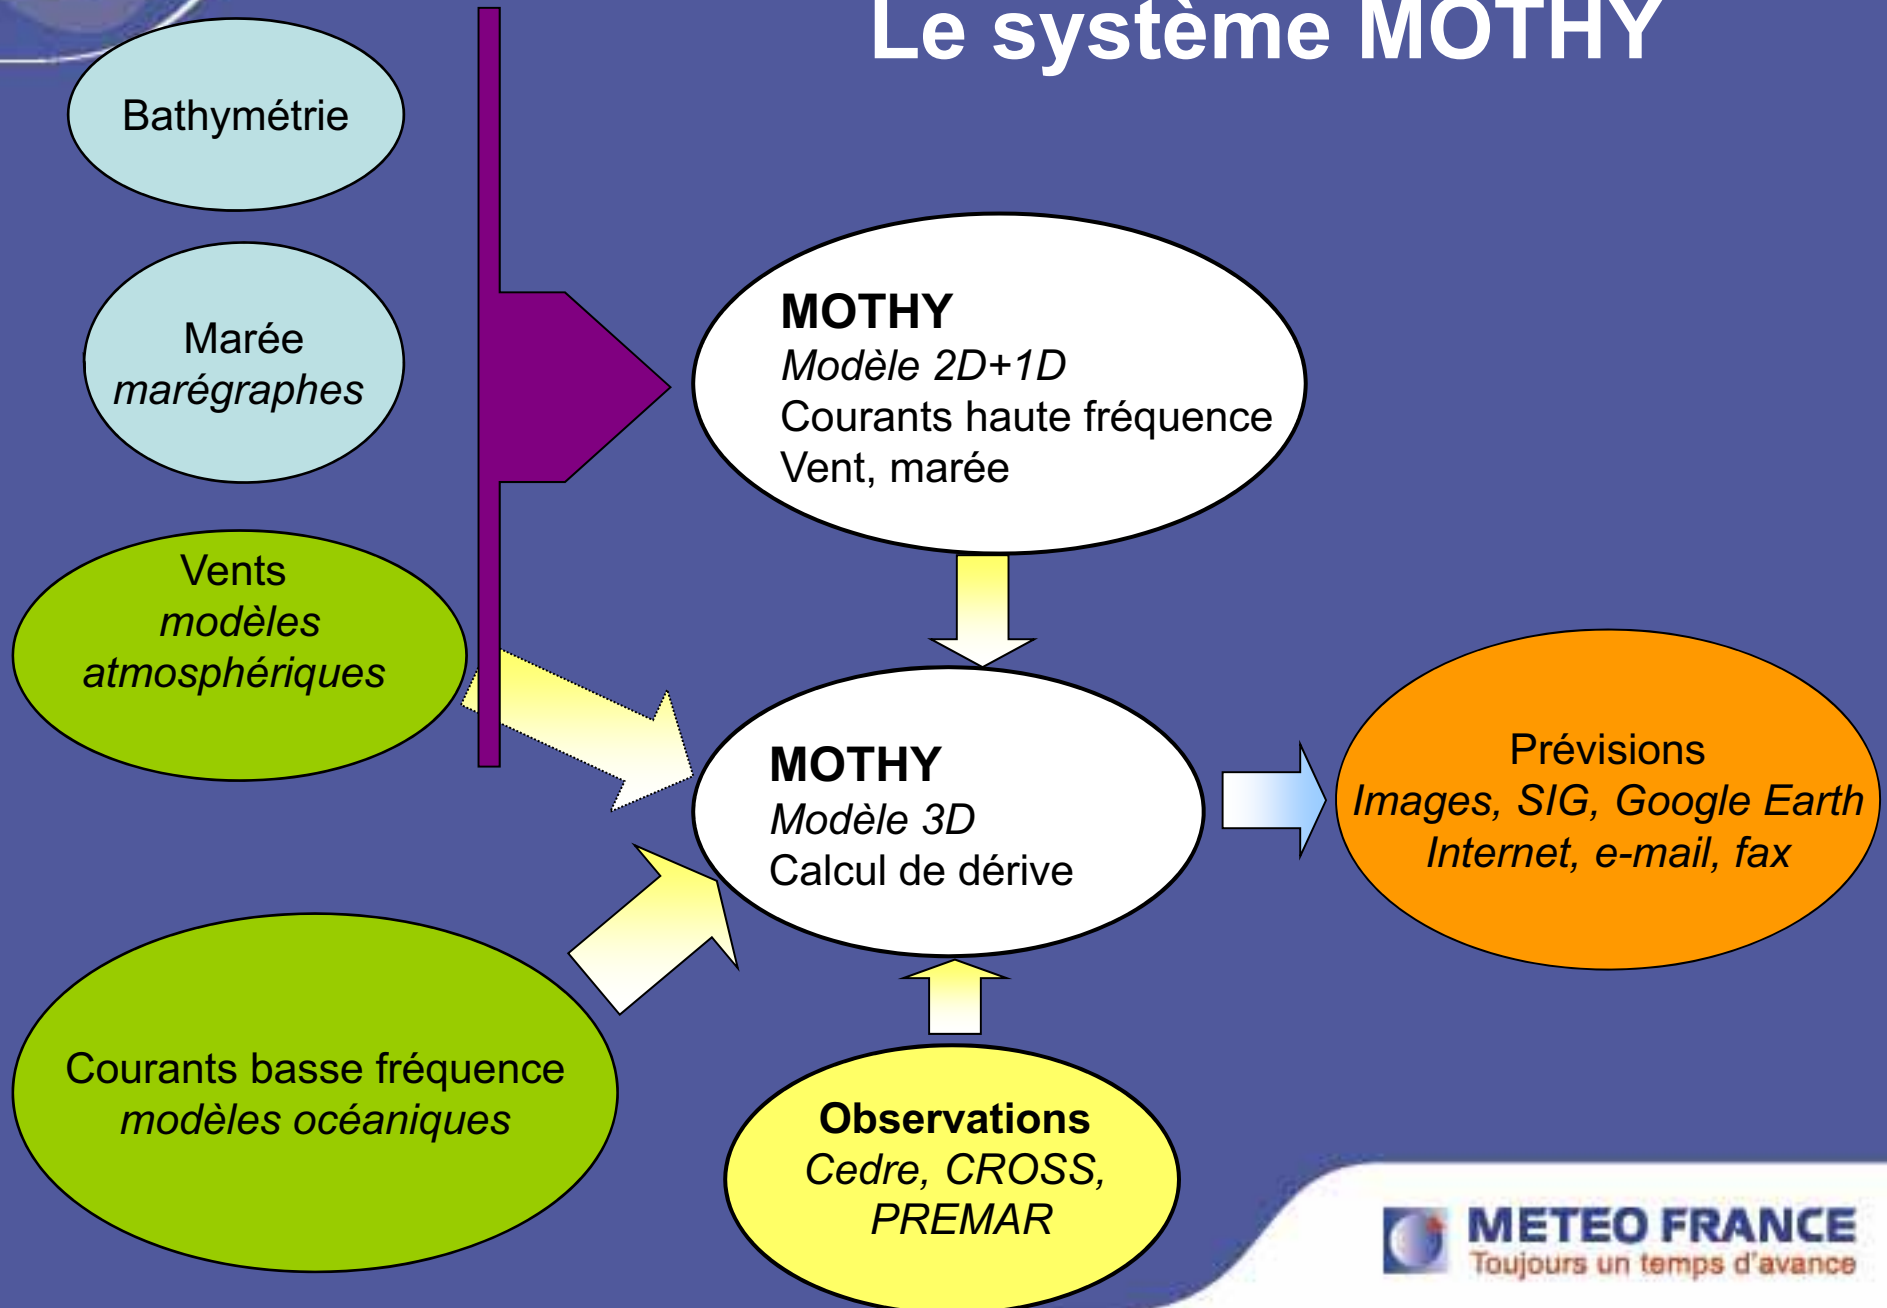 Le système MOTHY
Bathymétrie
Marée
marégraphes
Vents
modèles
atmosphériques
Courants basse fréquence
modèles océaniques
MOTHY
Modèle 2D+1D
Courants haute fréquence
Vent, marée
MOTHY
Modèle 3D
Calcul de dérive
Observations
Cedre, CROSS,
PREMAR
Prévisions
Images, SIG, Google Earth
Internet, e-mail, fax
METEO FRANCE
Toujours un temps d'avance